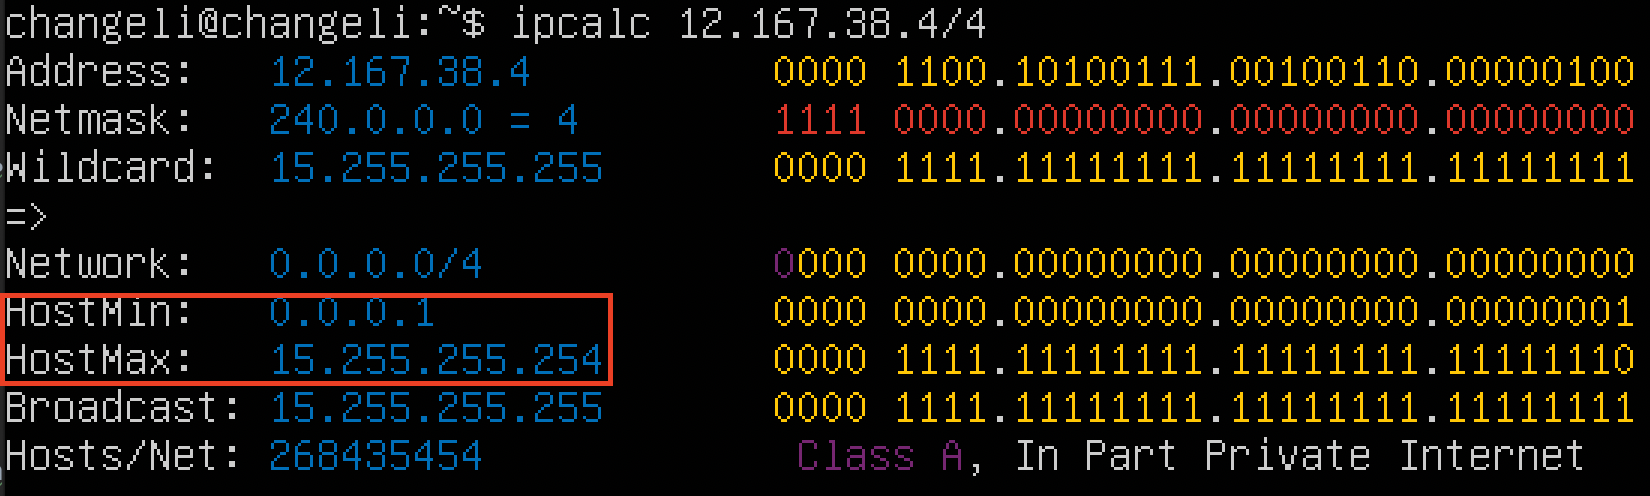 changeli@changeli:~$ ipcalc 12.167.38.4/4
Address:   12.167.38.4          0000 1100.10100111.00100110.00000100
Netmask:   240.0.0.0 = 4        1111 0000.00000000.00000000.00000000
Wildcard:  15.255.255.255       0000 1111.11111111.11111111.11111111
=>
Network:   0.0.0.0/4            0000 0000.00000000.00000000.00000000
HostMin:   0.0.0.1              0000 0000.00000000.00000000.00000001
HostMax:   15.255.255.254       0000 1111.11111111.11111111.11111110
Broadcast: 15.255.255.255       0000 1111.11111111.11111111.11111111
Hosts/Net: 268435454             Class A, In Part Private Internet